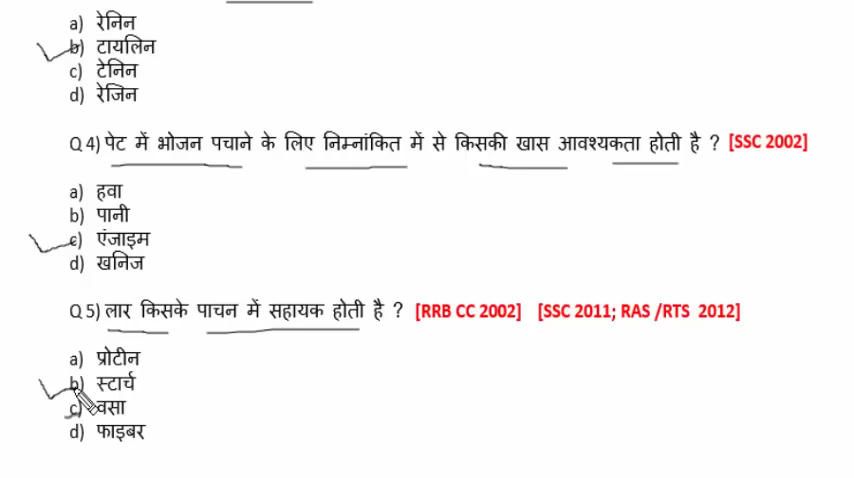 a) रेनिन
b) टायलिन
c) टेनिन
d) रेजिन
Q 4) पेट में भोजन पचाने के लिए निम्नांकित में से किसकी खास आवश्यकता होती है ? [SSC 2002]
a) हवा
b) पानी
c) एंजाइम
d) खनिज
Q 5) लार किसके पाचन में सहायक होती है ? [RRB CC 2002] [SSC 2011; RAS /RTS 2012]
a) प्रोटीन
b) स्टार्च
c) वसा
d) फाइबर